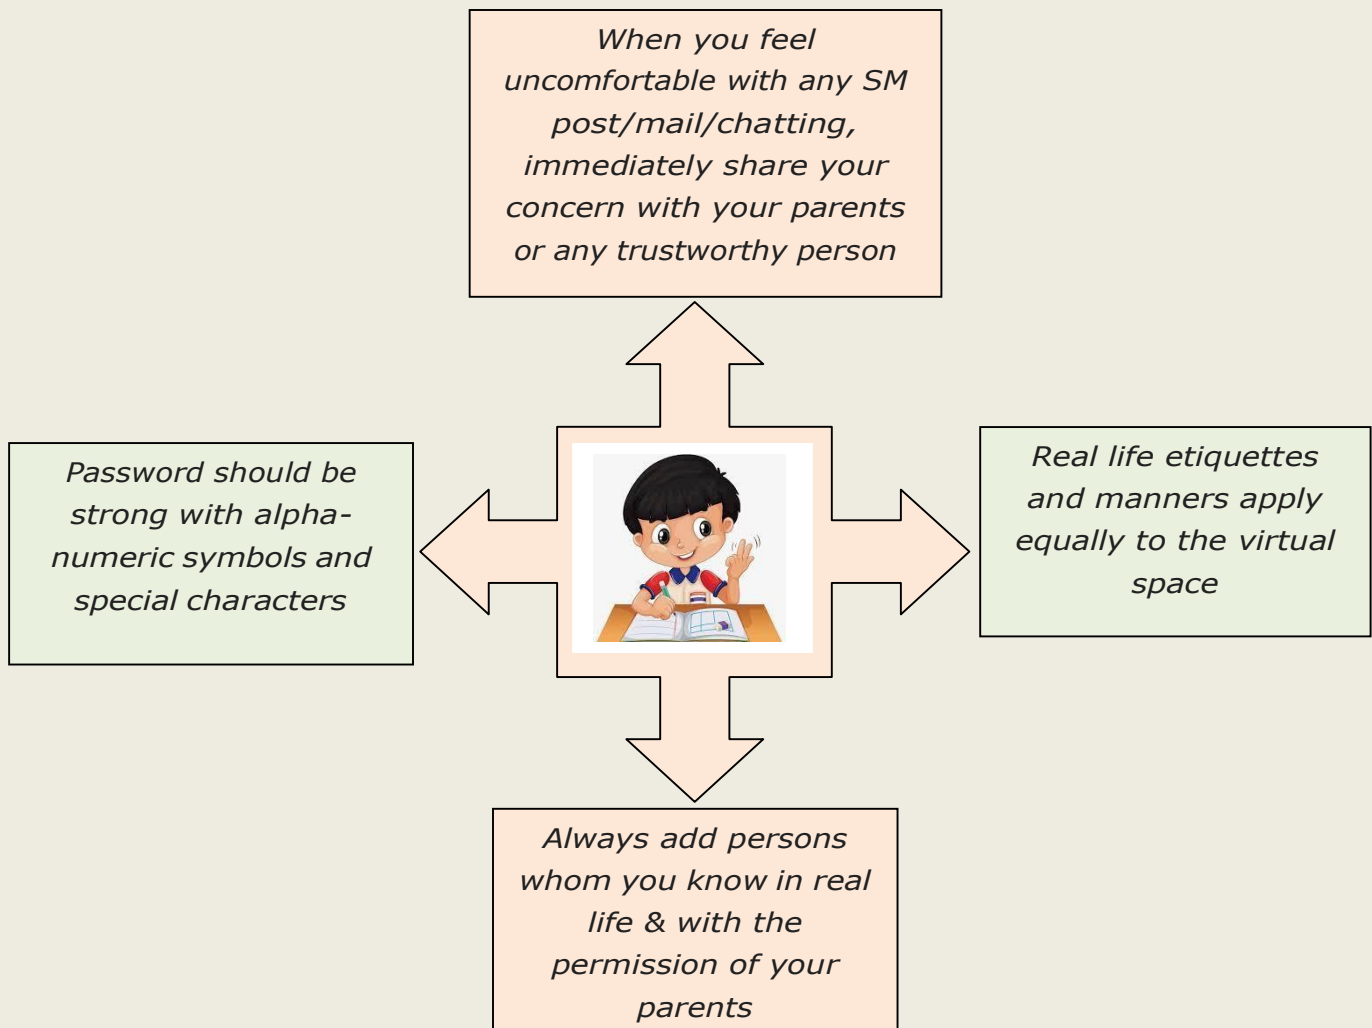 When you feel
uncomfortable with any SM
post/mail/chatting,
immediately share your
concern with your parents
or any trustworthy person
Password should be
strong with alpha-
numeric symbols and
special characters
Real life etiquettes
and manners apply
equally to the virtual
space
Always add persons
whom you know in real
life & with the
permission of your
parents